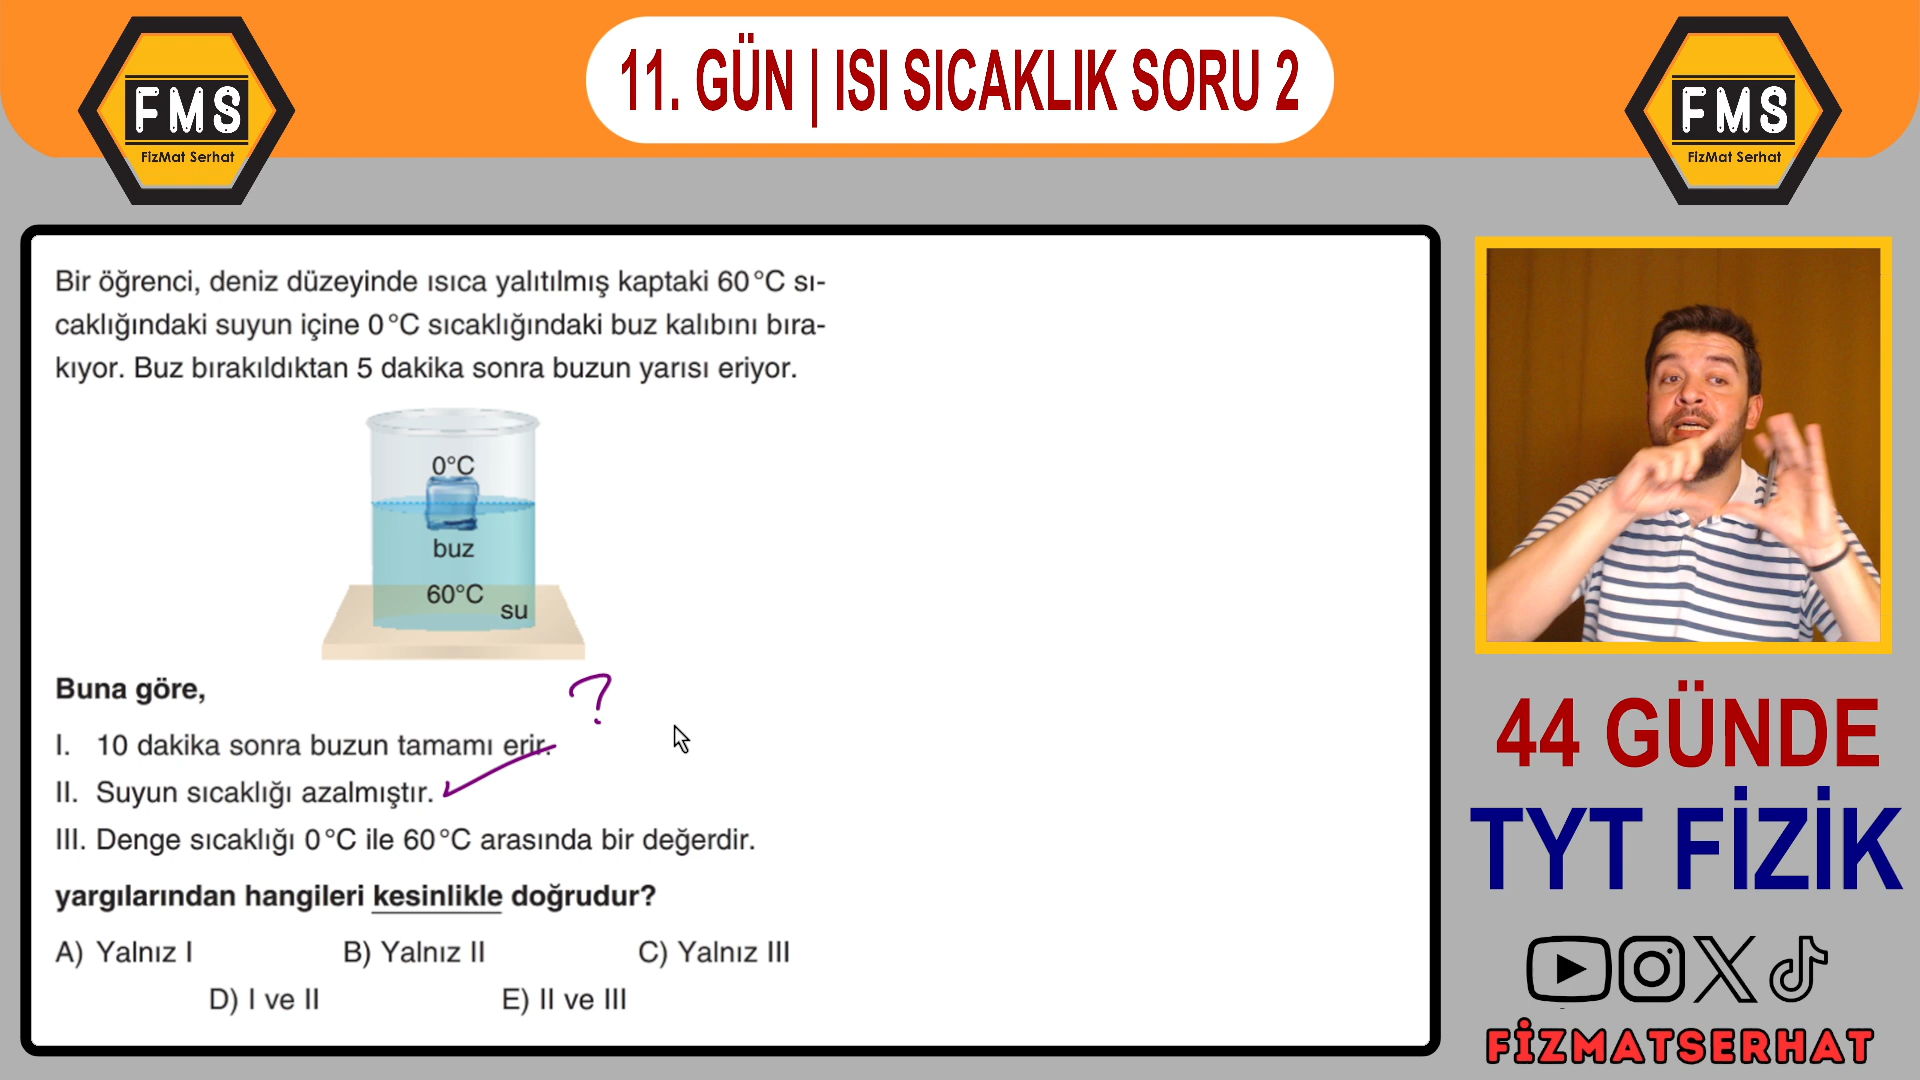 FMS
FizMat Serhat
11. GÜN | ISI SICAKLIK SORU 2
FMS
FizMat Serhat
Bir öğrenci, deniz düzeyinde ısıca yalıtılmış kaptaki 60 °C sı-
caklığındaki suyun içine 0 °C sıcaklığındaki buz kalıbını bıra-
kıyor. Buz bırakıldıktan 5 dakika sonra buzun yarısı eriyor.
0°C
buz
60°C
su
Buna göre,
?
I. 10 dakika sonra buzun tamamı erir.
II. Suyun sıcaklığı azalmıştır.
III. Denge sıcaklığı 0 °C ile 60 °C arasında bir değerdir.
yargılarından hangileri kesinlikle doğrudur?
A) Yalnız I B) Yalnız II C) Yalnız III
D) I ve II E) II ve III
44 GÜNDE
TYT FİZİK
FİZMATSERHAT